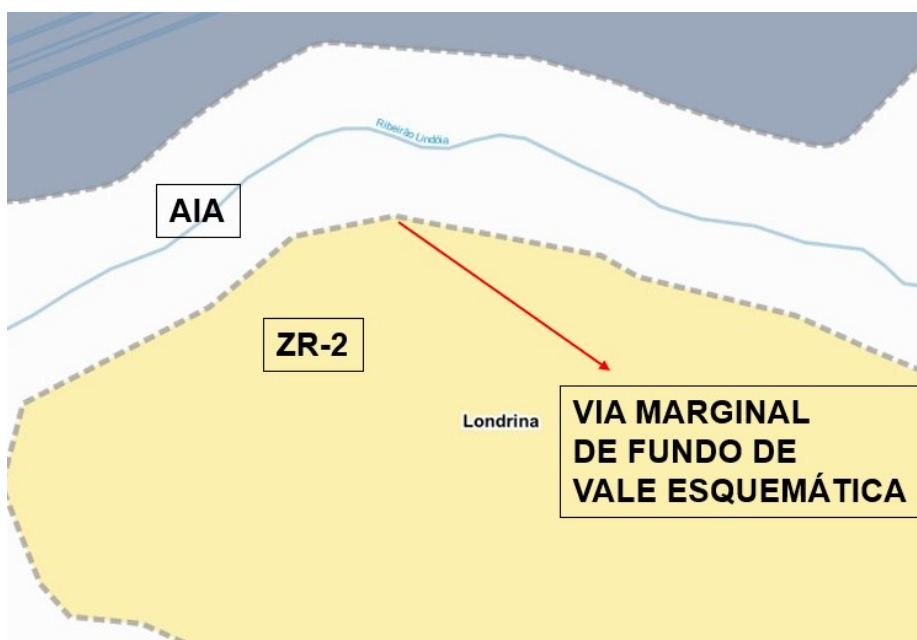 Ribeirão Lindóia
AIA
ZR-2
Londrina
VIA MARGINAL
DE FUNDO DE
VALE ESQUEMÁTICA